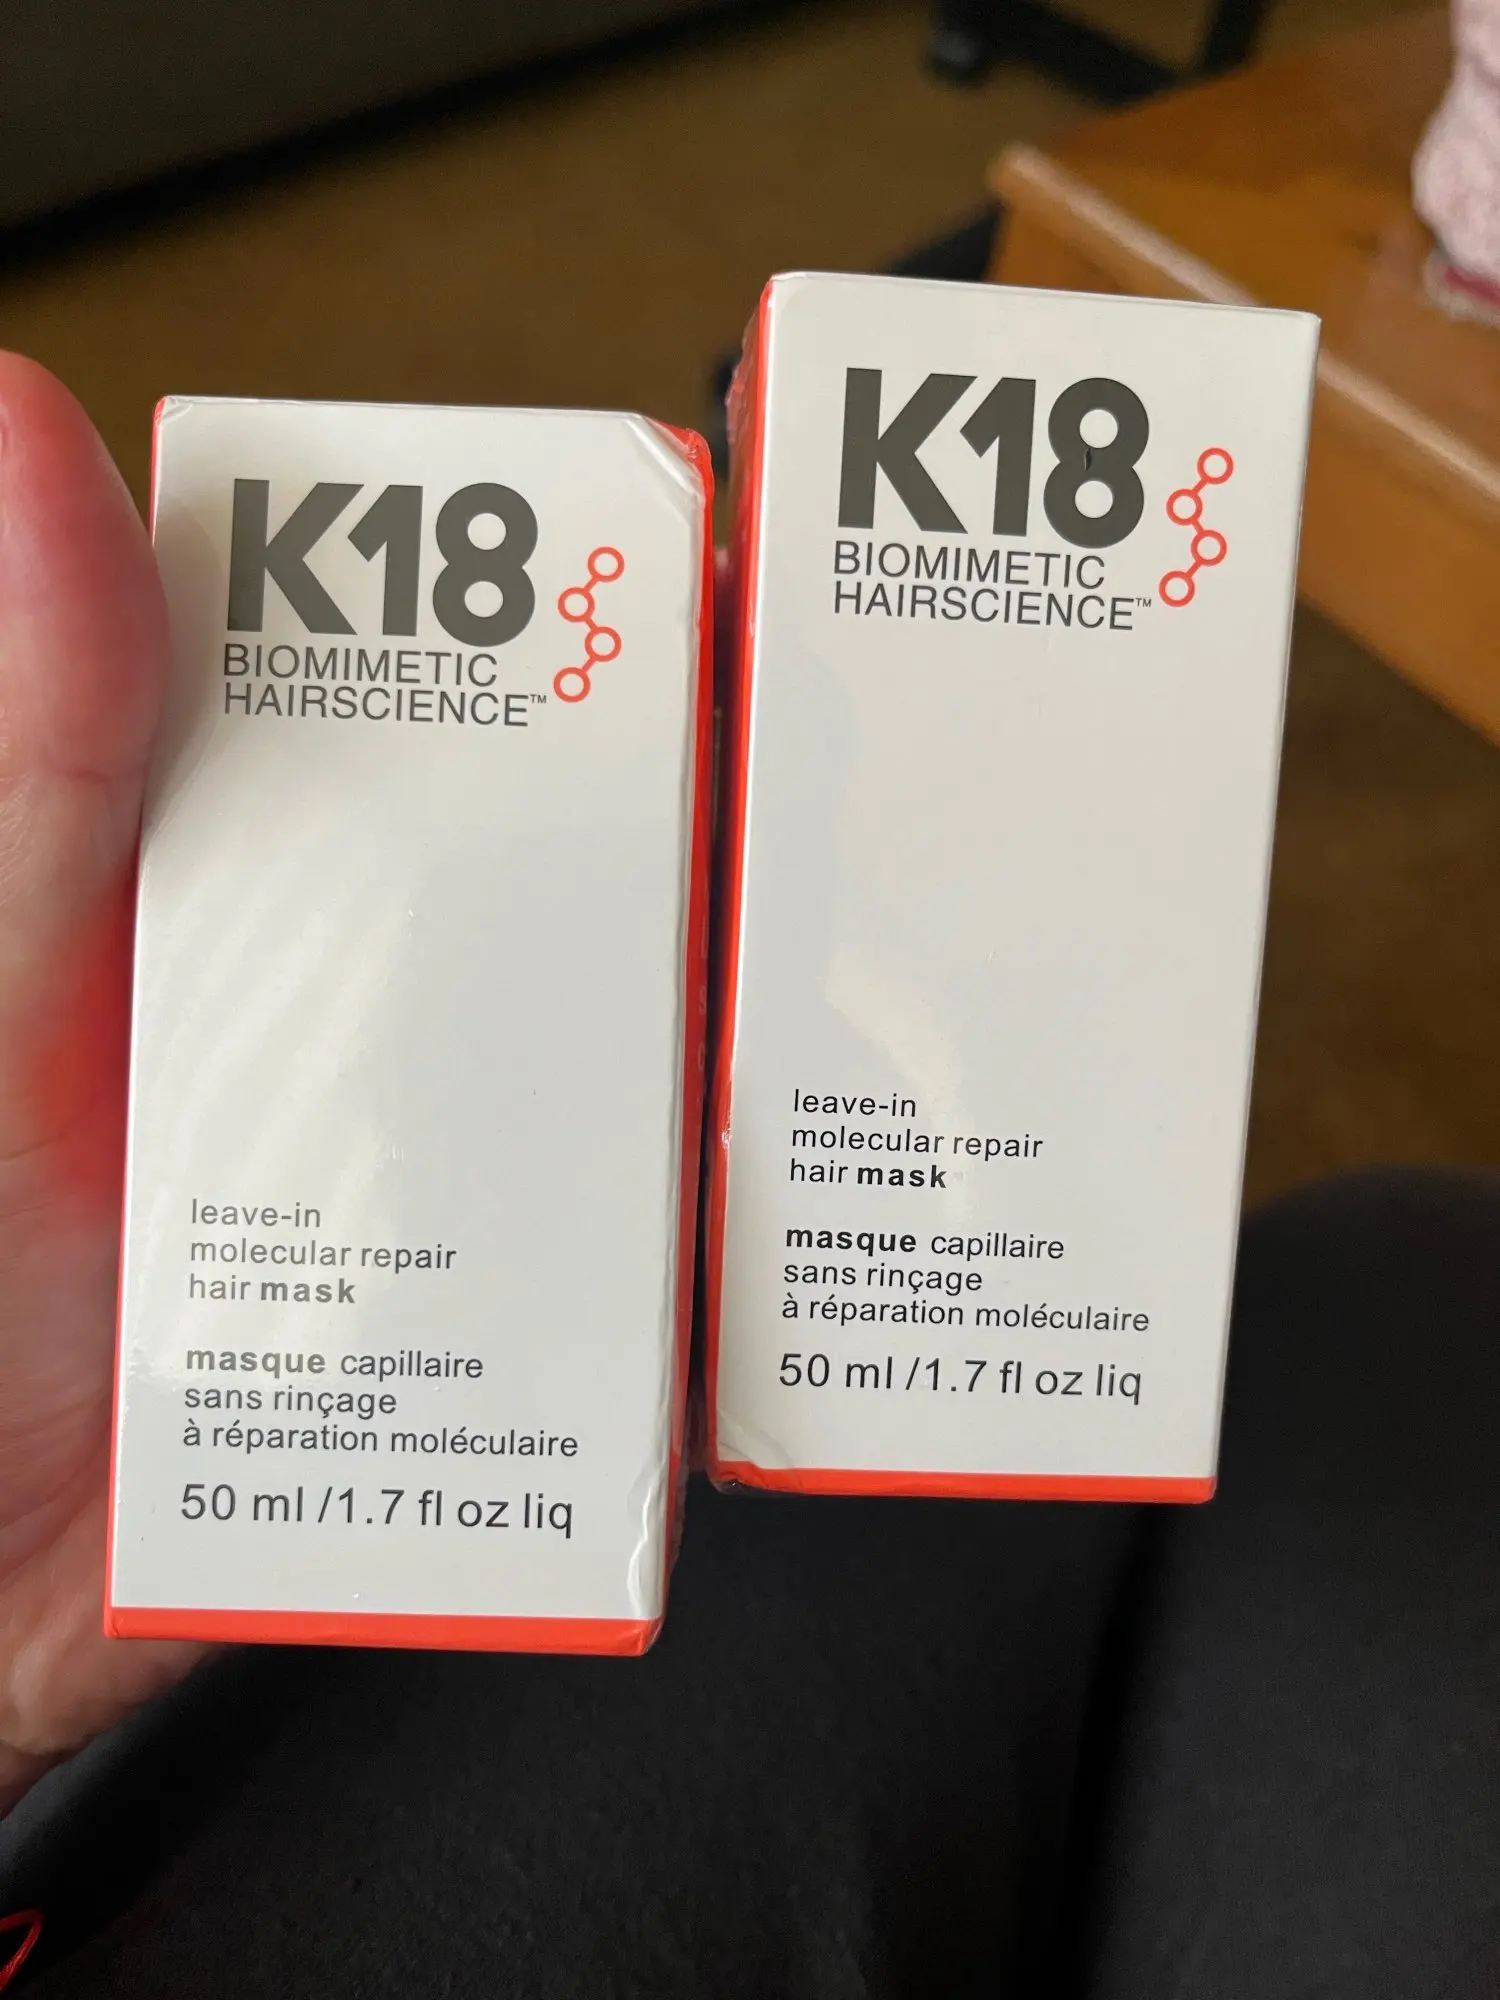 K18
BIOMIMETIC
HAIRSCIENCE™
leave-in
molecular repair
hair mask
masque capillaire
sans rinçage
à réparation moléculaire
50 ml /1.7 fl oz liq
K18
BIOMIMETIC
HAIRSCIENCE™
leave-in
molecular repair
hair mask
masque capillaire
sans rinçage
à réparation moléculaire
50 ml /1.7 fl oz liq